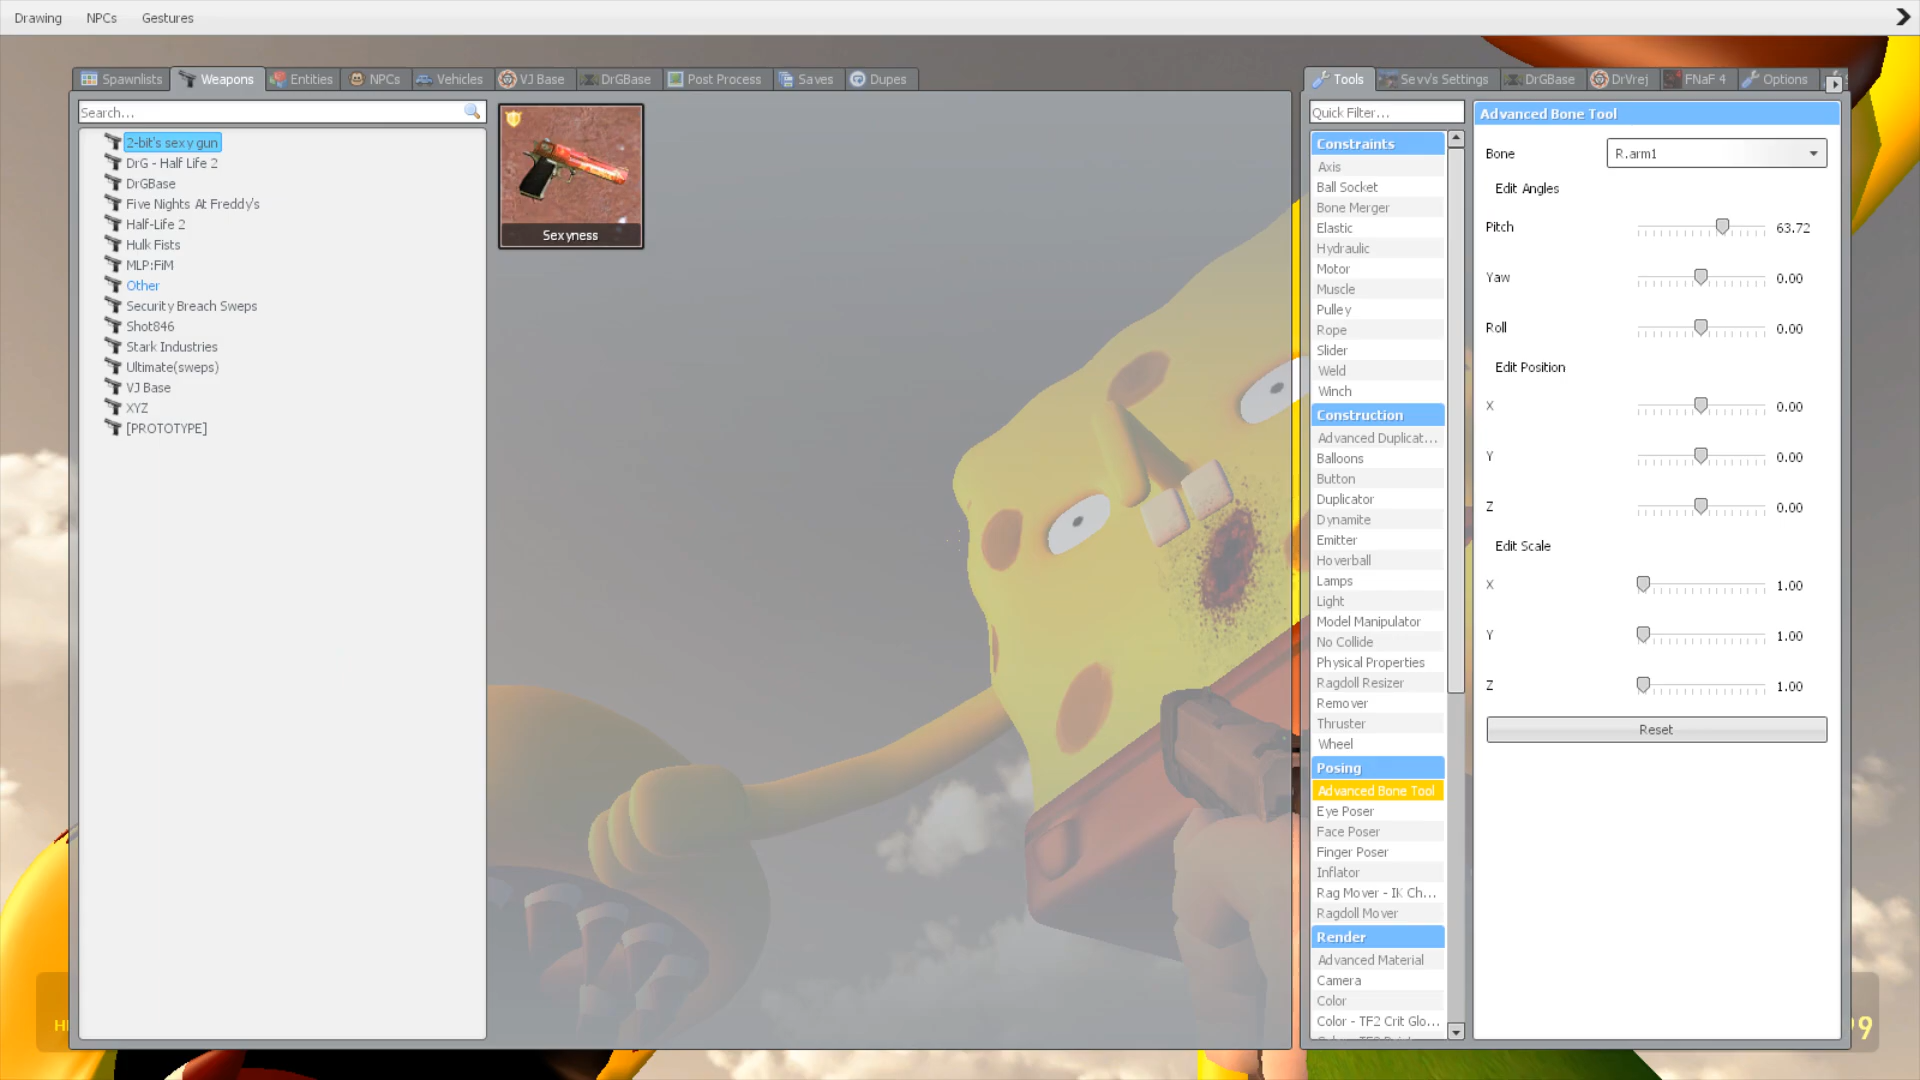 Drawing NPCs Gestures
Spawnlists Weapons Entities NPCs Vehicles VJ Base DrGBase Post Process Saves Dupes
Search...
2-bit's sexy gun
DrG - Half Life 2
DrGBase
Five Nights At Freddy's
Half-Life 2
Hulk Fists
MLP:FiM
Other
Security Breach Sweps
Shot846
Stark Industries
Ultimate(sweps)
VJ Base
XYZ
[PROTOTYPE]
Sexyness
Tools Sevv's Settings DrGBase DrVrej FNaF 4 Options
Quick Filter...
Constraints
Axis
Ball Socket
Bone Merger
Elastic
Hydraulic
Motor
Muscle
Pulley
Rope
Slider
Weld
Winch
Construction
Advanced Duplicat...
Balloons
Button
Duplicator
Dynamite
Emitter
Hoverball
Lamps
Light
Model Manipulator
No Collide
Physical Properties
Ragdoll Resizer
Remover
Thruster
Wheel
Posing
Advanced Bone Tool
Eye Poser
Face Poser
Finger Poser
Inflator
Rag Mover - IK Ch...
Ragdoll Mover
Render
Advanced Material
Camera
Color
Color - TF2 Crit Glo...
Advanced Bone Tool
Bone R.arm1
Edit Angles
Pitch 63.72
Yaw 0.00
Roll 0.00
Edit Position
X 0.00
Y 0.00
Z 0.00
Edit Scale
X 1.00
Y 1.00
Z 1.00
Reset